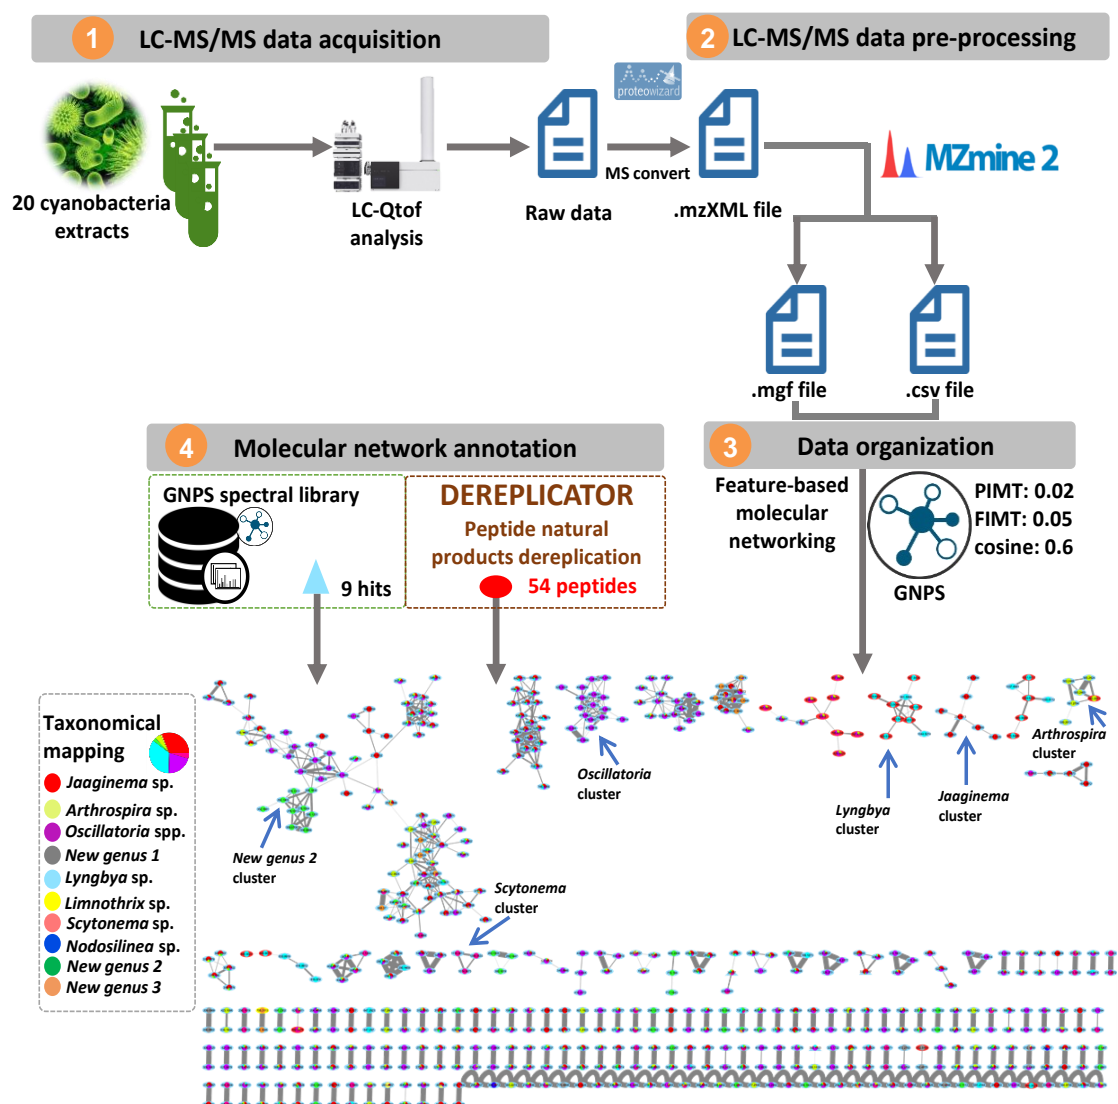 1 LC-MS/MS data acquisition
2 LC-MS/MS data pre-processing
proteowizard
MZmine 2
MS convert
20 cyanobacteria
extracts
LC-Qtof
analysis
Raw data
.mzXML file
.mgf file
.csv file
4 Molecular network annotation
3 Data organization
GNPS spectral library
9 hits
DEREPLICATOR
Peptide natural
products dereplication
54 peptides
Feature-based
molecular
networking
GNPS
PIMT: 0.02
FIMT: 0.05
cosine: 0.6
Taxonomical
mapping
Jaaginema sp.
Arthrospira sp.
Oscillatoria spp.
New genus 1
Lyngbya sp.
Limnothrix sp.
Scytonema sp.
Nodosilinea sp.
New genus 2
New genus 3
New genus 2
cluster
Oscillatoria
cluster
Scytonema
cluster
Lyngbya
cluster
Jaaginema
cluster
Arthrospira
cluster